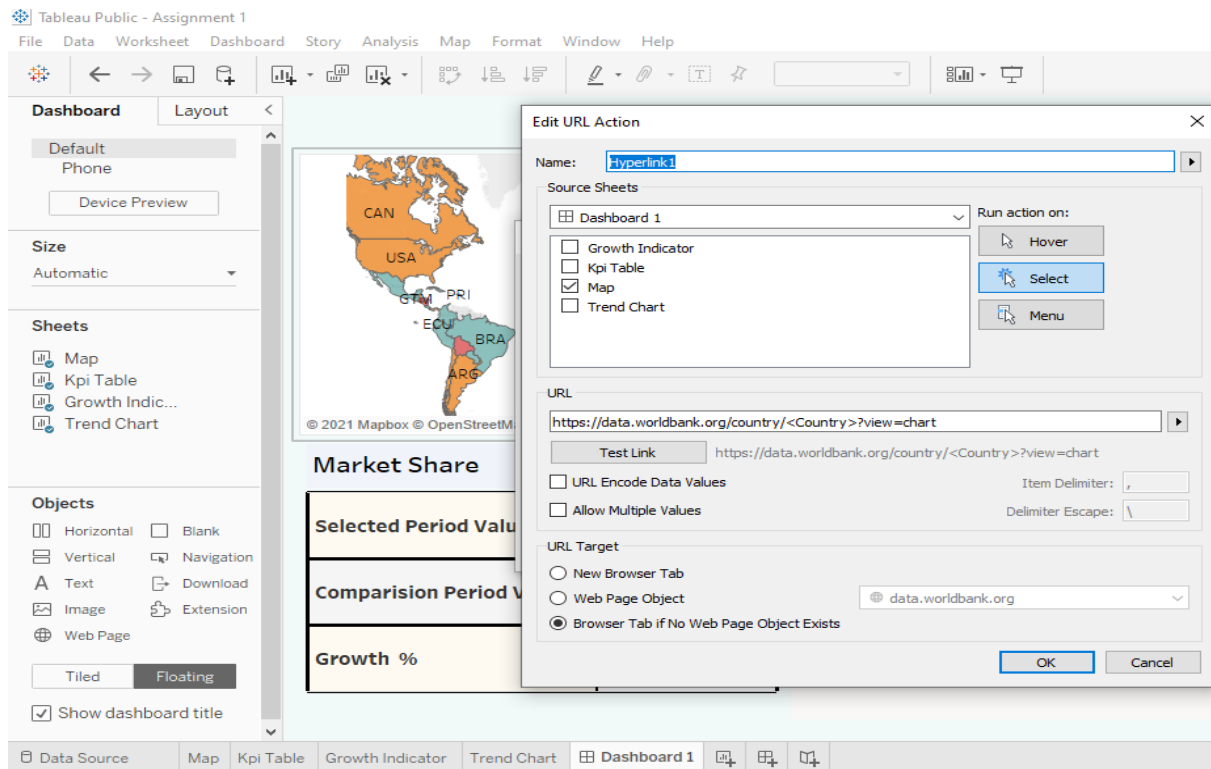 Tableau Public - Assignment 1
File Data Worksheet Dashboard Story Analysis Map Format Window Help
Dashboard Layout
Default
Phone
Device Preview
Size
Automatic
Sheets
Map
Kpi Table
Growth Indic...
Trend Chart
Objects
Horizontal Blank
Vertical Navigation
Text Download
Image Extension
Web Page
Tiled Floating
Show dashboard title
CAN
USA
GTM PRI
ECU
BRA
ARG
© 2021 Mapbox © OpenStreetM
Market Share
Selected Period Valu
Comparision Period V
Growth %
Edit URL Action
Name: Hyperlink1
Source Sheets
Dashboard 1
Growth Indicator
Kpi Table
Map
Trend Chart
Run action on:
Hover
Select
Menu
URL
https://data.worldbank.org/country/<Country>?view=chart
Test Link https://data.worldbank.org/country/<Country>?view=chart
URL Encode Data Values Item Delimiter: ,
Allow Multiple Values Delimiter Escape: \
URL Target
New Browser Tab
Web Page Object data.worldbank.org
Browser Tab if No Web Page Object Exists
OK Cancel
Data Source Map Kpi Table Growth Indicator Trend Chart Dashboard 1